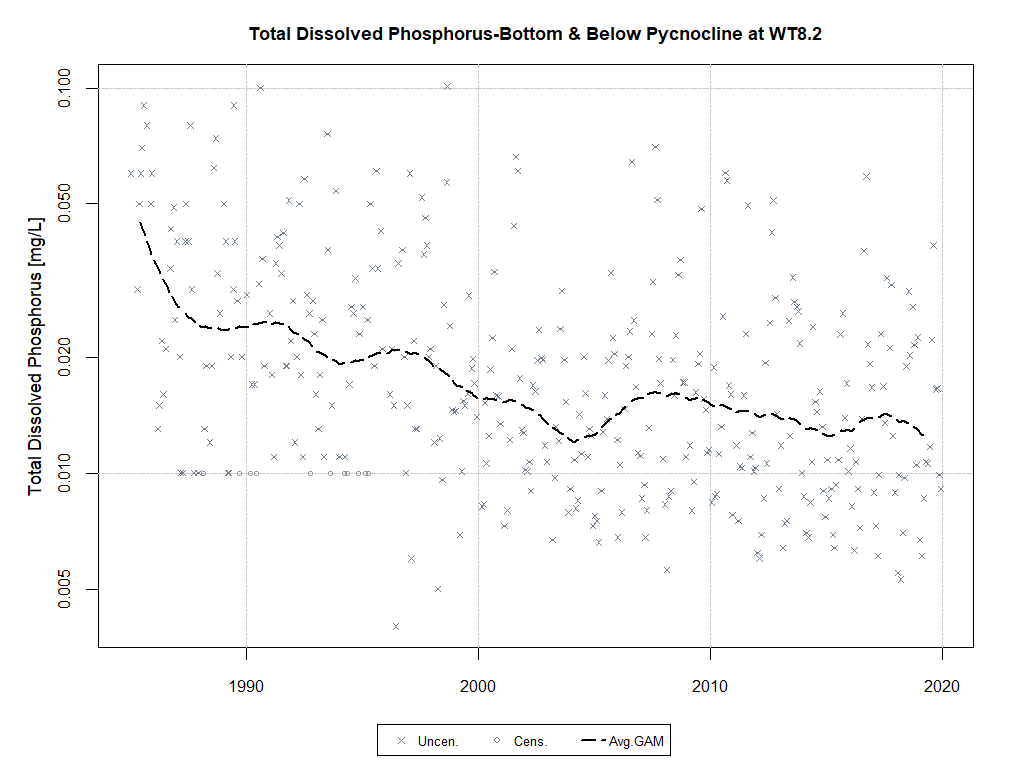 Total Dissolved Phosphorus-Bottom & Below Pycnocline at WT8.2
Total Dissolved Phosphorus [mg/L]
0.100
0.050
0.020
0.010
0.005
1990 2000 2010 2020
Uncen. Cens. Avg.GAM